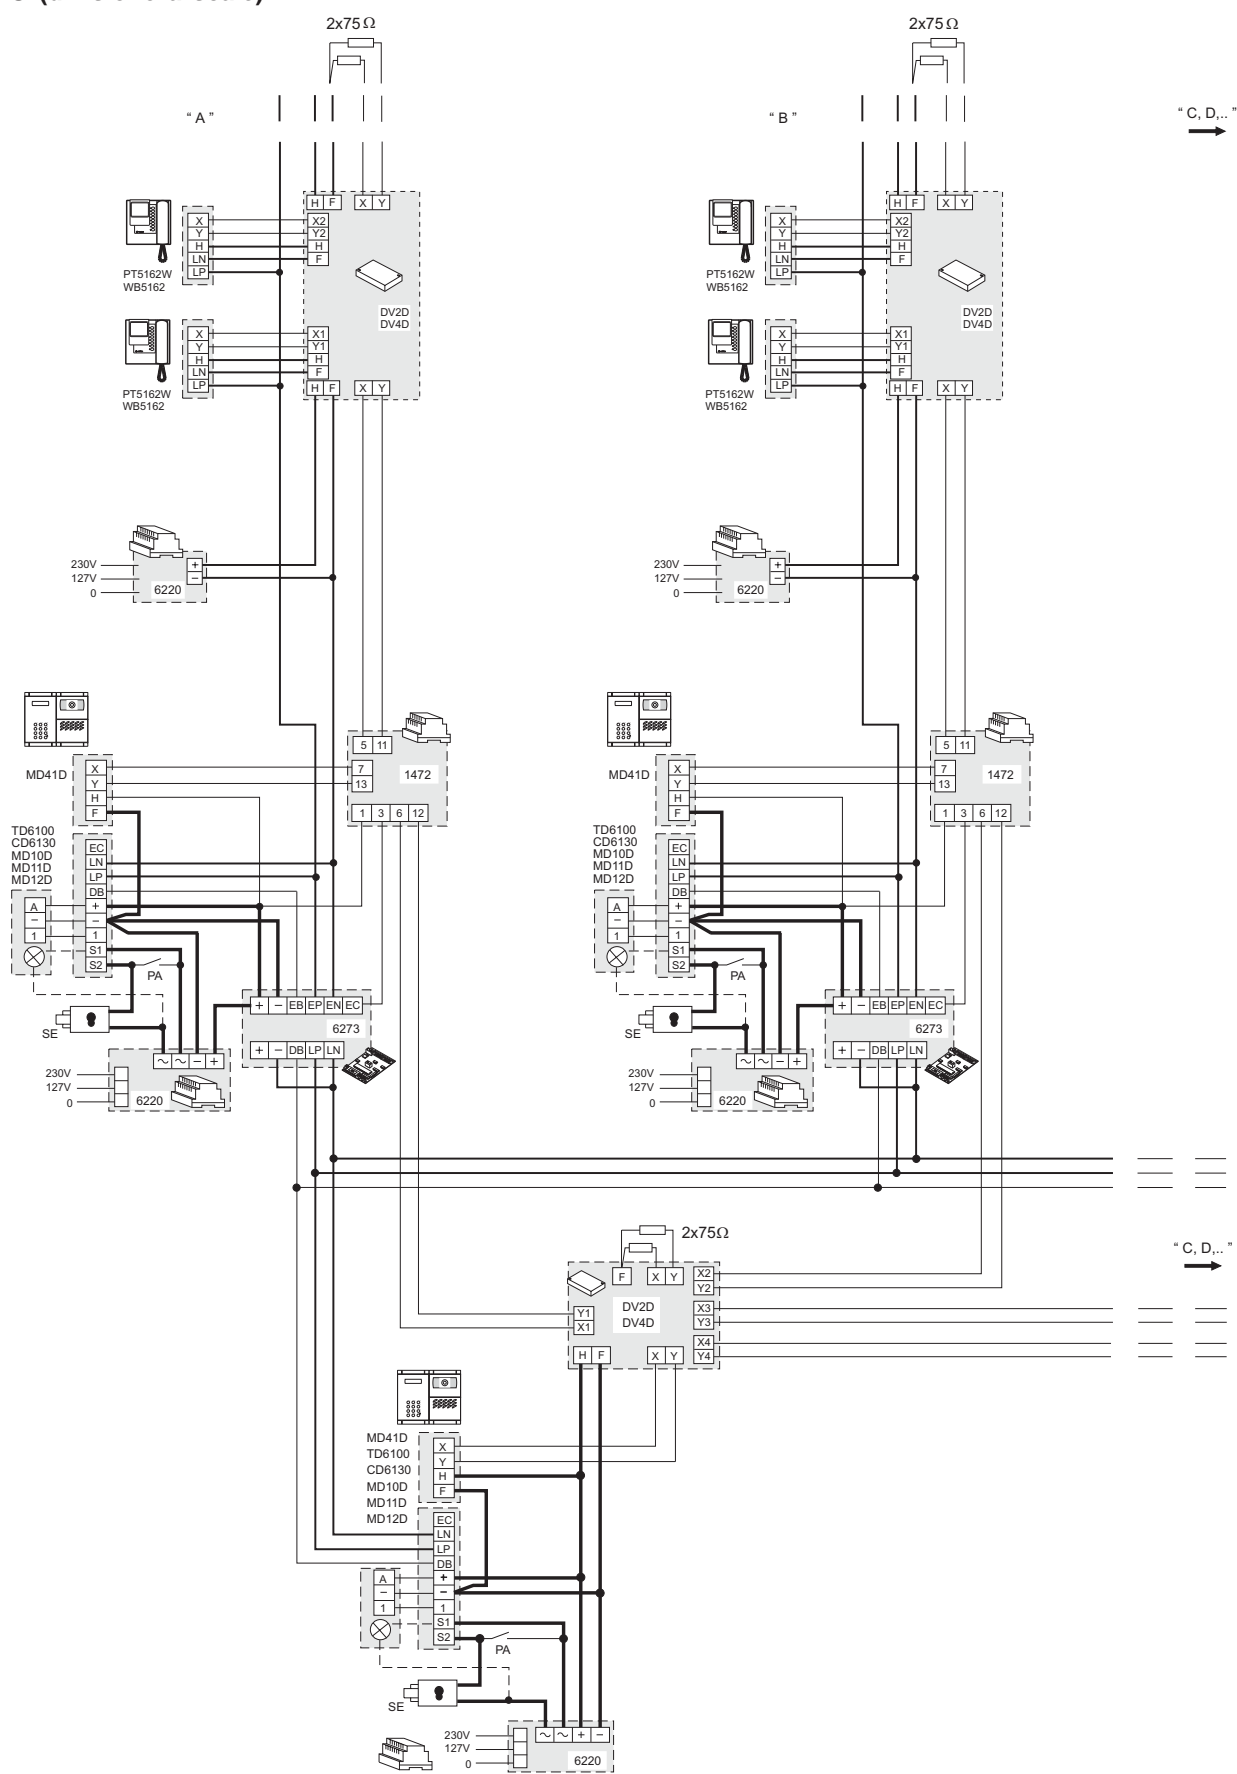 2x75 Ω 2x75 Ω
“ A ” “ B ” “ C, D,.. ”
H F X Y H F X Y
X X2 X X2
Y Y2 Y Y2
H H H H
LN F LN F
LP LP
PT5162W PT5162W
WB5162 WB5162
DV2D DV2D
DV4D DV4D
X X1 X X1
Y Y1 Y Y1
H H H H
LN F LN F
LP H F X Y LP H F X Y
PT5162W PT5162W
WB5162 WB5162
230V + 230V +
127V − 127V −
0 6220 0 6220
5 11 5 11
MD41D X 7 1472 MD41D X 7 1472
Y 13 Y 13
H H
F 1 3 6 12 F 1 3 6 12
TD6100 TD6100
CD6130 EC CD6130 EC
MD10D LN MD10D LN
MD11D LP MD11D LP
MD12D DB MD12D DB
A + A +
− − − −
1 1 1 1
S1 S1
S2 PA S2 PA
+ − EB EP EN EC + − EB EP EN EC
SE 6273 SE 6273
+ − DB LP LN + − DB LP LN
~ ~ − + ~ ~ − +
230V 230V
127V 127V
0 6220 0 6220
2x75Ω
“ C, D,.. ”
F X Y X2
Y2
Y1 DV2D X3
X1 DV4D Y3
X4
H F X Y Y4
MD41D X
TD6100 Y
CD6130 H
MD10D F
MD11D
MD12D EC
LN
LP
DB
A +
− −
1 1
S1
S2 PA
SE
230V ~ ~ + −
127V
0 6220